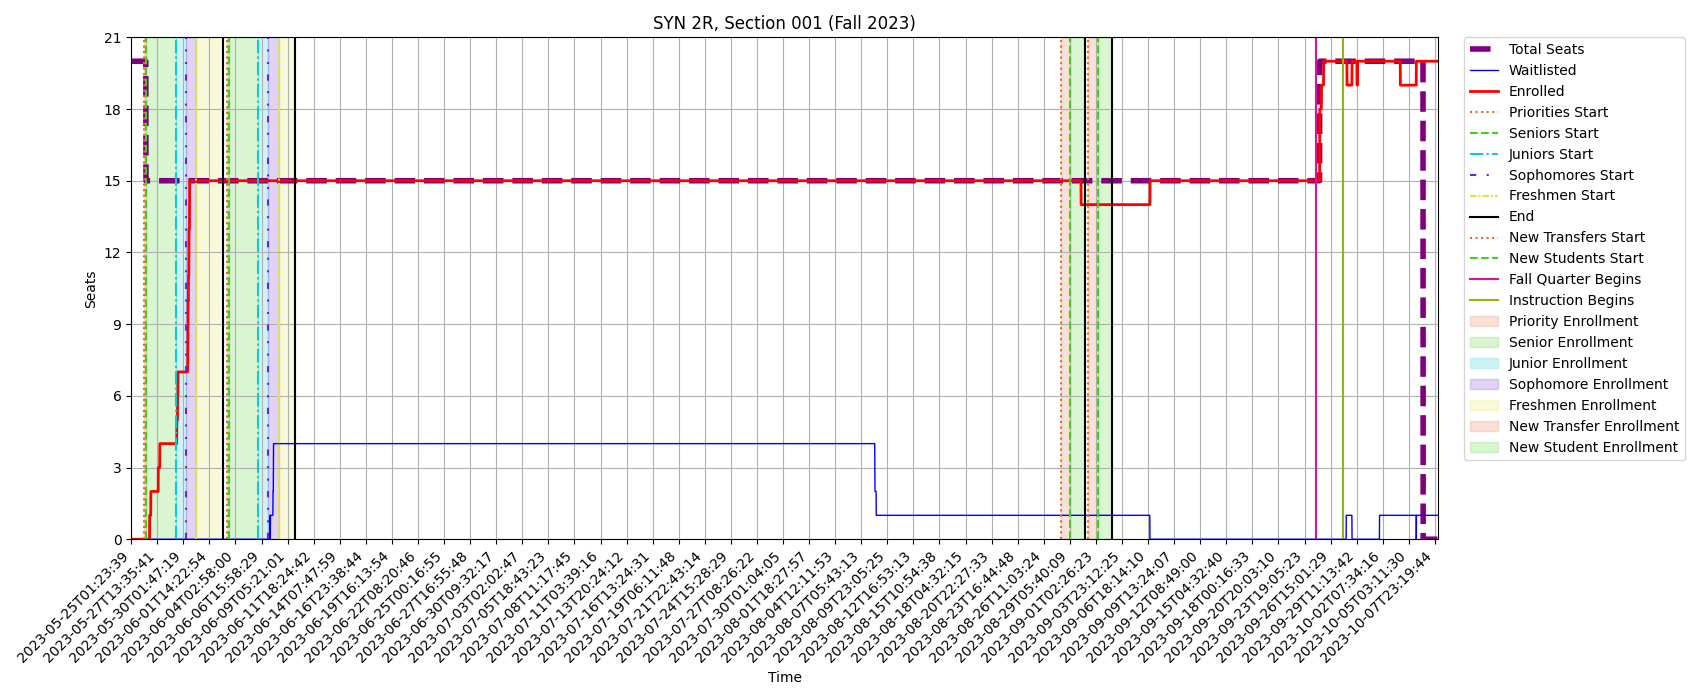 SYN 2R, Section 001 (Fall 2023)
Seats
21
18
15
12
9
6
3
0
2023-05-25T01:23:39
2023-05-27T13:35:41
2023-05-30T01:47:19
2023-06-01T14:22:54
2023-06-04T02:58:00
2023-06-06T15:58:29
2023-06-09T05:21:01
2023-06-11T18:24:42
2023-06-14T07:47:59
2023-06-16T23:38:44
2023-06-19T16:13:54
2023-06-22T08:20:46
2023-06-25T00:16:55
2023-06-27T16:55:48
2023-06-30T09:32:17
2023-07-03T02:02:47
2023-07-05T18:43:23
2023-07-08T11:17:45
2023-07-11T03:39:16
2023-07-13T20:24:12
2023-07-16T13:24:31
2023-07-19T06:11:48
2023-07-21T22:43:14
2023-07-24T15:28:29
2023-07-27T08:26:22
2023-07-30T01:04:05
2023-08-01T18:27:57
2023-08-04T12:11:53
2023-08-07T05:43:13
2023-08-09T23:05:25
2023-08-12T16:53:13
2023-08-15T10:54:38
2023-08-18T04:32:15
2023-08-20T22:27:33
2023-08-23T16:44:48
2023-08-26T11:03:24
2023-08-29T05:40:09
2023-09-01T02:26:23
2023-09-03T23:12:25
2023-09-06T18:14:10
2023-09-09T13:24:07
2023-09-12T08:49:00
2023-09-15T04:32:40
2023-09-18T00:16:33
2023-09-20T20:03:10
2023-09-23T19:05:23
2023-09-26T15:01:29
2023-09-29T11:13:42
2023-10-02T07:34:16
2023-10-05T03:11:30
2023-10-07T23:19:44
Time
Total Seats
Waitlisted
Enrolled
Priorities Start
Seniors Start
Juniors Start
Sophomores Start
Freshmen Start
End
New Transfers Start
New Students Start
Fall Quarter Begins
Instruction Begins
Priority Enrollment
Senior Enrollment
Junior Enrollment
Sophomore Enrollment
Freshmen Enrollment
New Transfer Enrollment
New Student Enrollment